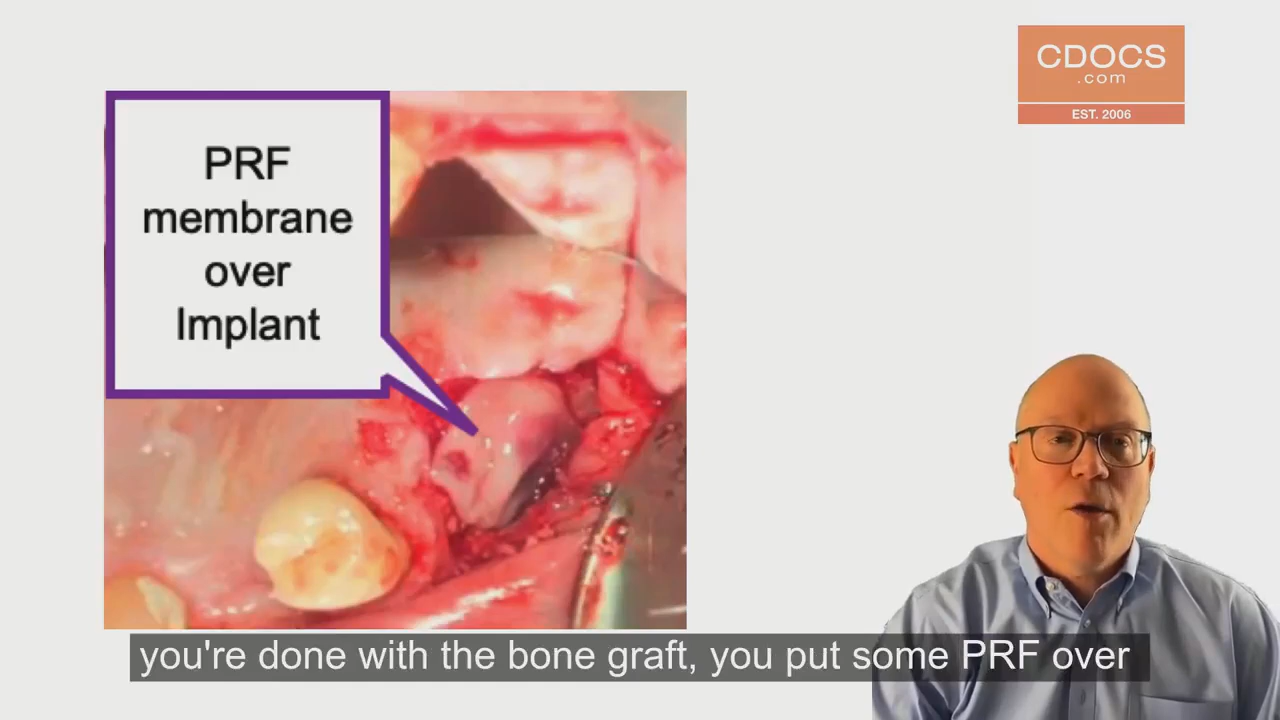 CDOCS
.com
EST. 2006
PRF
membrane
over
Implant
you're done with the bone graft, you put some PRF over